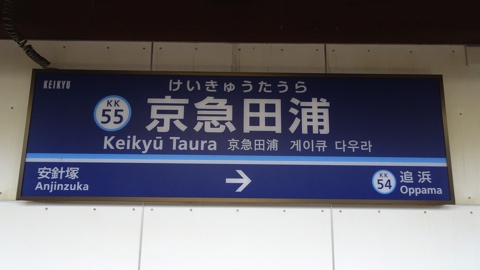 KEIKYU
けいきゅうたうら
KK
55
京急田浦
Keikyū Taura 京急田浦 게이큐 다우라
安針塚
Anjinzuka
→
KK
54
追浜
Oppama